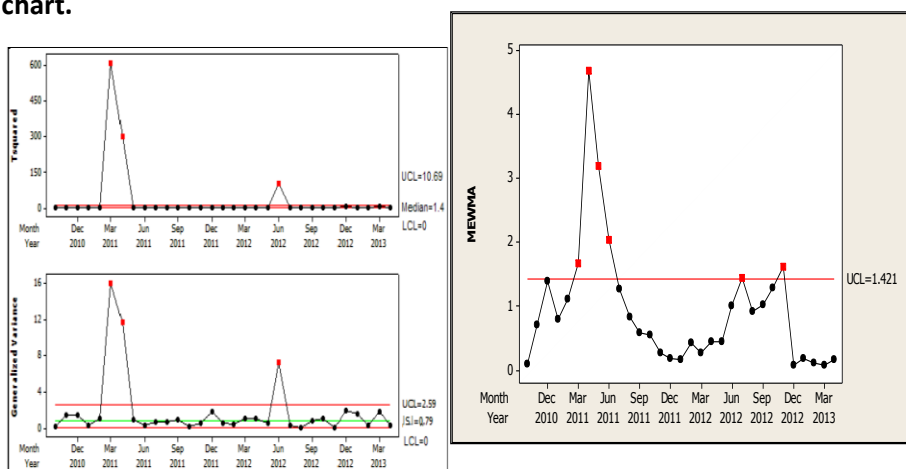 chart.
Tsquared
600
450
300
150
0
UCL=10.69
Median=1.4
LCL=0
Month Dec Mar Jun Sep Dec Mar Jun Sep Dec Mar
Year 2010 2011 2011 2011 2011 2012 2012 2012 2012 2013
Generalized Variance
16
12
8
4
0
UCL=2.59
/S/=0.79
LCL=0
Month Dec Mar Jun Sep Dec Mar Jun Sep Dec Mar
Year 2010 2011 2011 2011 2011 2012 2012 2012 2012 2013
MEWMA
5
4
3
2
1
0
UCL=1.421
Month Dec Mar Jun Sep Dec Mar Jun Sep Dec Mar
Year 2010 2011 2011 2011 2011 2012 2012 2012 2012 2013